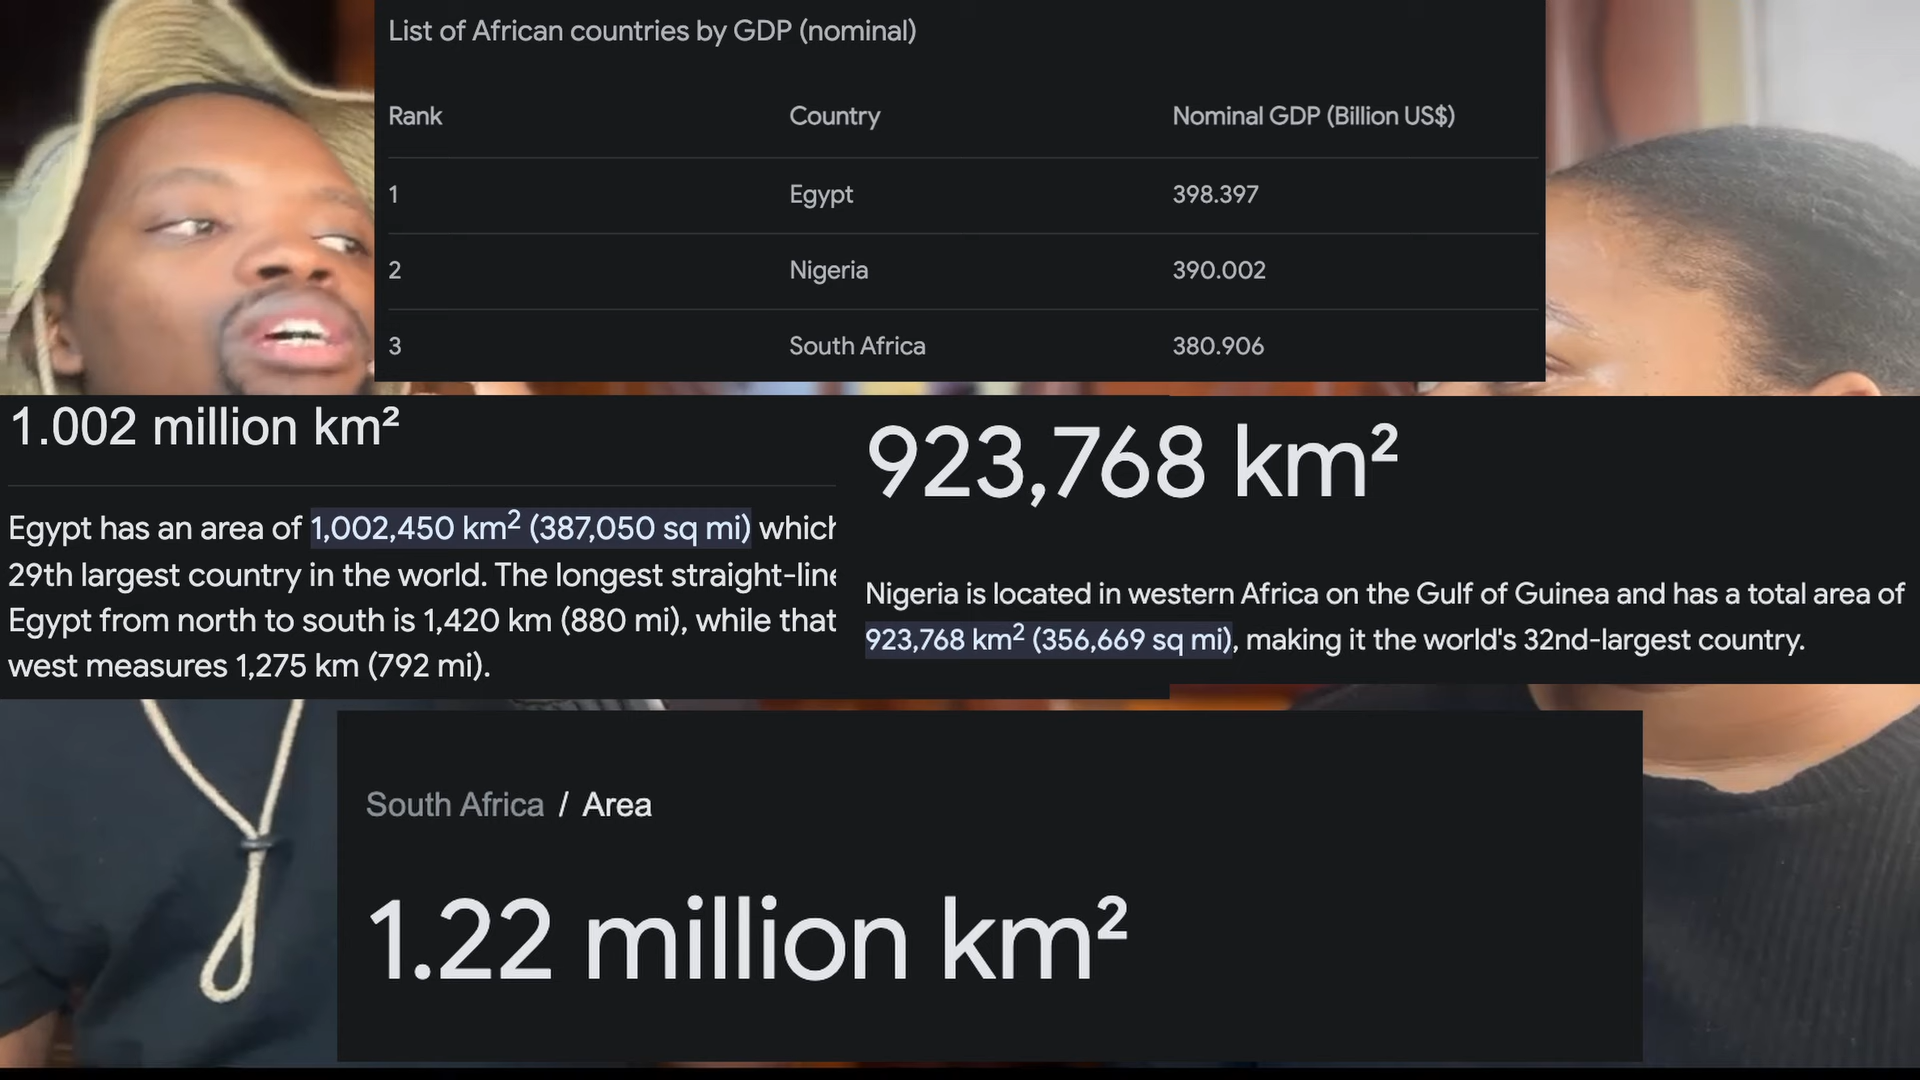 List of African countries by GDP (nominal)
Rank Country Nominal GDP (Billion US$)
1 Egypt 398.397
2 Nigeria 390.002
3 South Africa 380.906
1.002 million km²
Egypt has an area of 1,002,450 km² (387,050 sq mi) which
29th largest country in the world. The longest straight-line
Egypt from north to south is 1,420 km (880 mi), while that
west measures 1,275 km (792 mi).
923,768 km²
Nigeria is located in western Africa on the Gulf of Guinea and has a total area of
923,768 km² (356,669 sq mi), making it the world's 32nd-largest country.
South Africa / Area
1.22 million km²